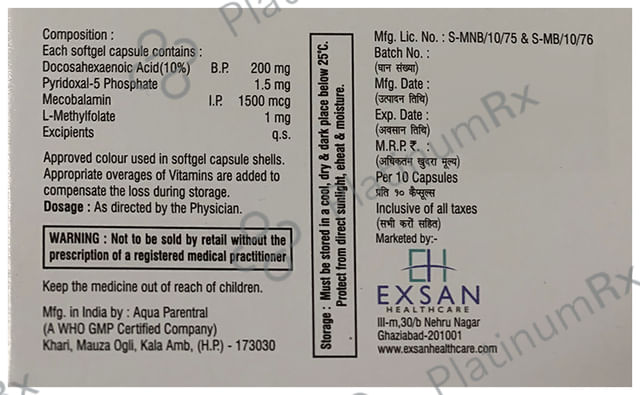 Composition :
Each softgel capsule contains :
Docosahexaenoic Acid(10%) B.P. 200 mg
Pyridoxal-5 Phosphate 1.5 mg
Mecobalamin I.P. 1500 mcg
L-Methylfolate 1 mg
Excipients q.s.
Approved colour used in softgel capsule shells.
Appropriate overages of Vitamins are added to
compensate the loss during storage.
Dosage : As directed by the Physician.
WARNING : Not to be sold by retail without the
prescription of a registered medical practitioner
Keep the medicine out of reach of children.
Mfg. in India by : Aqua Parentral
(A WHO GMP Certified Company)
Khari, Mauza Ogli, Kala Amb, (H.P.) - 173030
Storage : Must be stored in a cool, dry & dark place below 25°C.
Protect from direct sunlight, eheat & moisture.
Mfg. Lic. No. : S-MNB/10/75 & S-MB/10/76
Batch No. :
(घान संख्या)
Mfg. Date :
(उत्पादन तिथि)
Exp. Date :
(अवसान तिथि)
M.R.P. ₹. :
(अधिकतम खुदरा मूल्य)
Per 10 Capsules
प्रति १० कैप्सूल्स
Inclusive of all taxes
(सभी करों सहित)
Marketed by:-
EH
EXSAN
HEALTHCARE
III-m,30/b Nehru Nagar
Ghaziabad-201001
www.exsanhealthcare.com
PlatinumRx
PlatinumRx
PlatinumRx